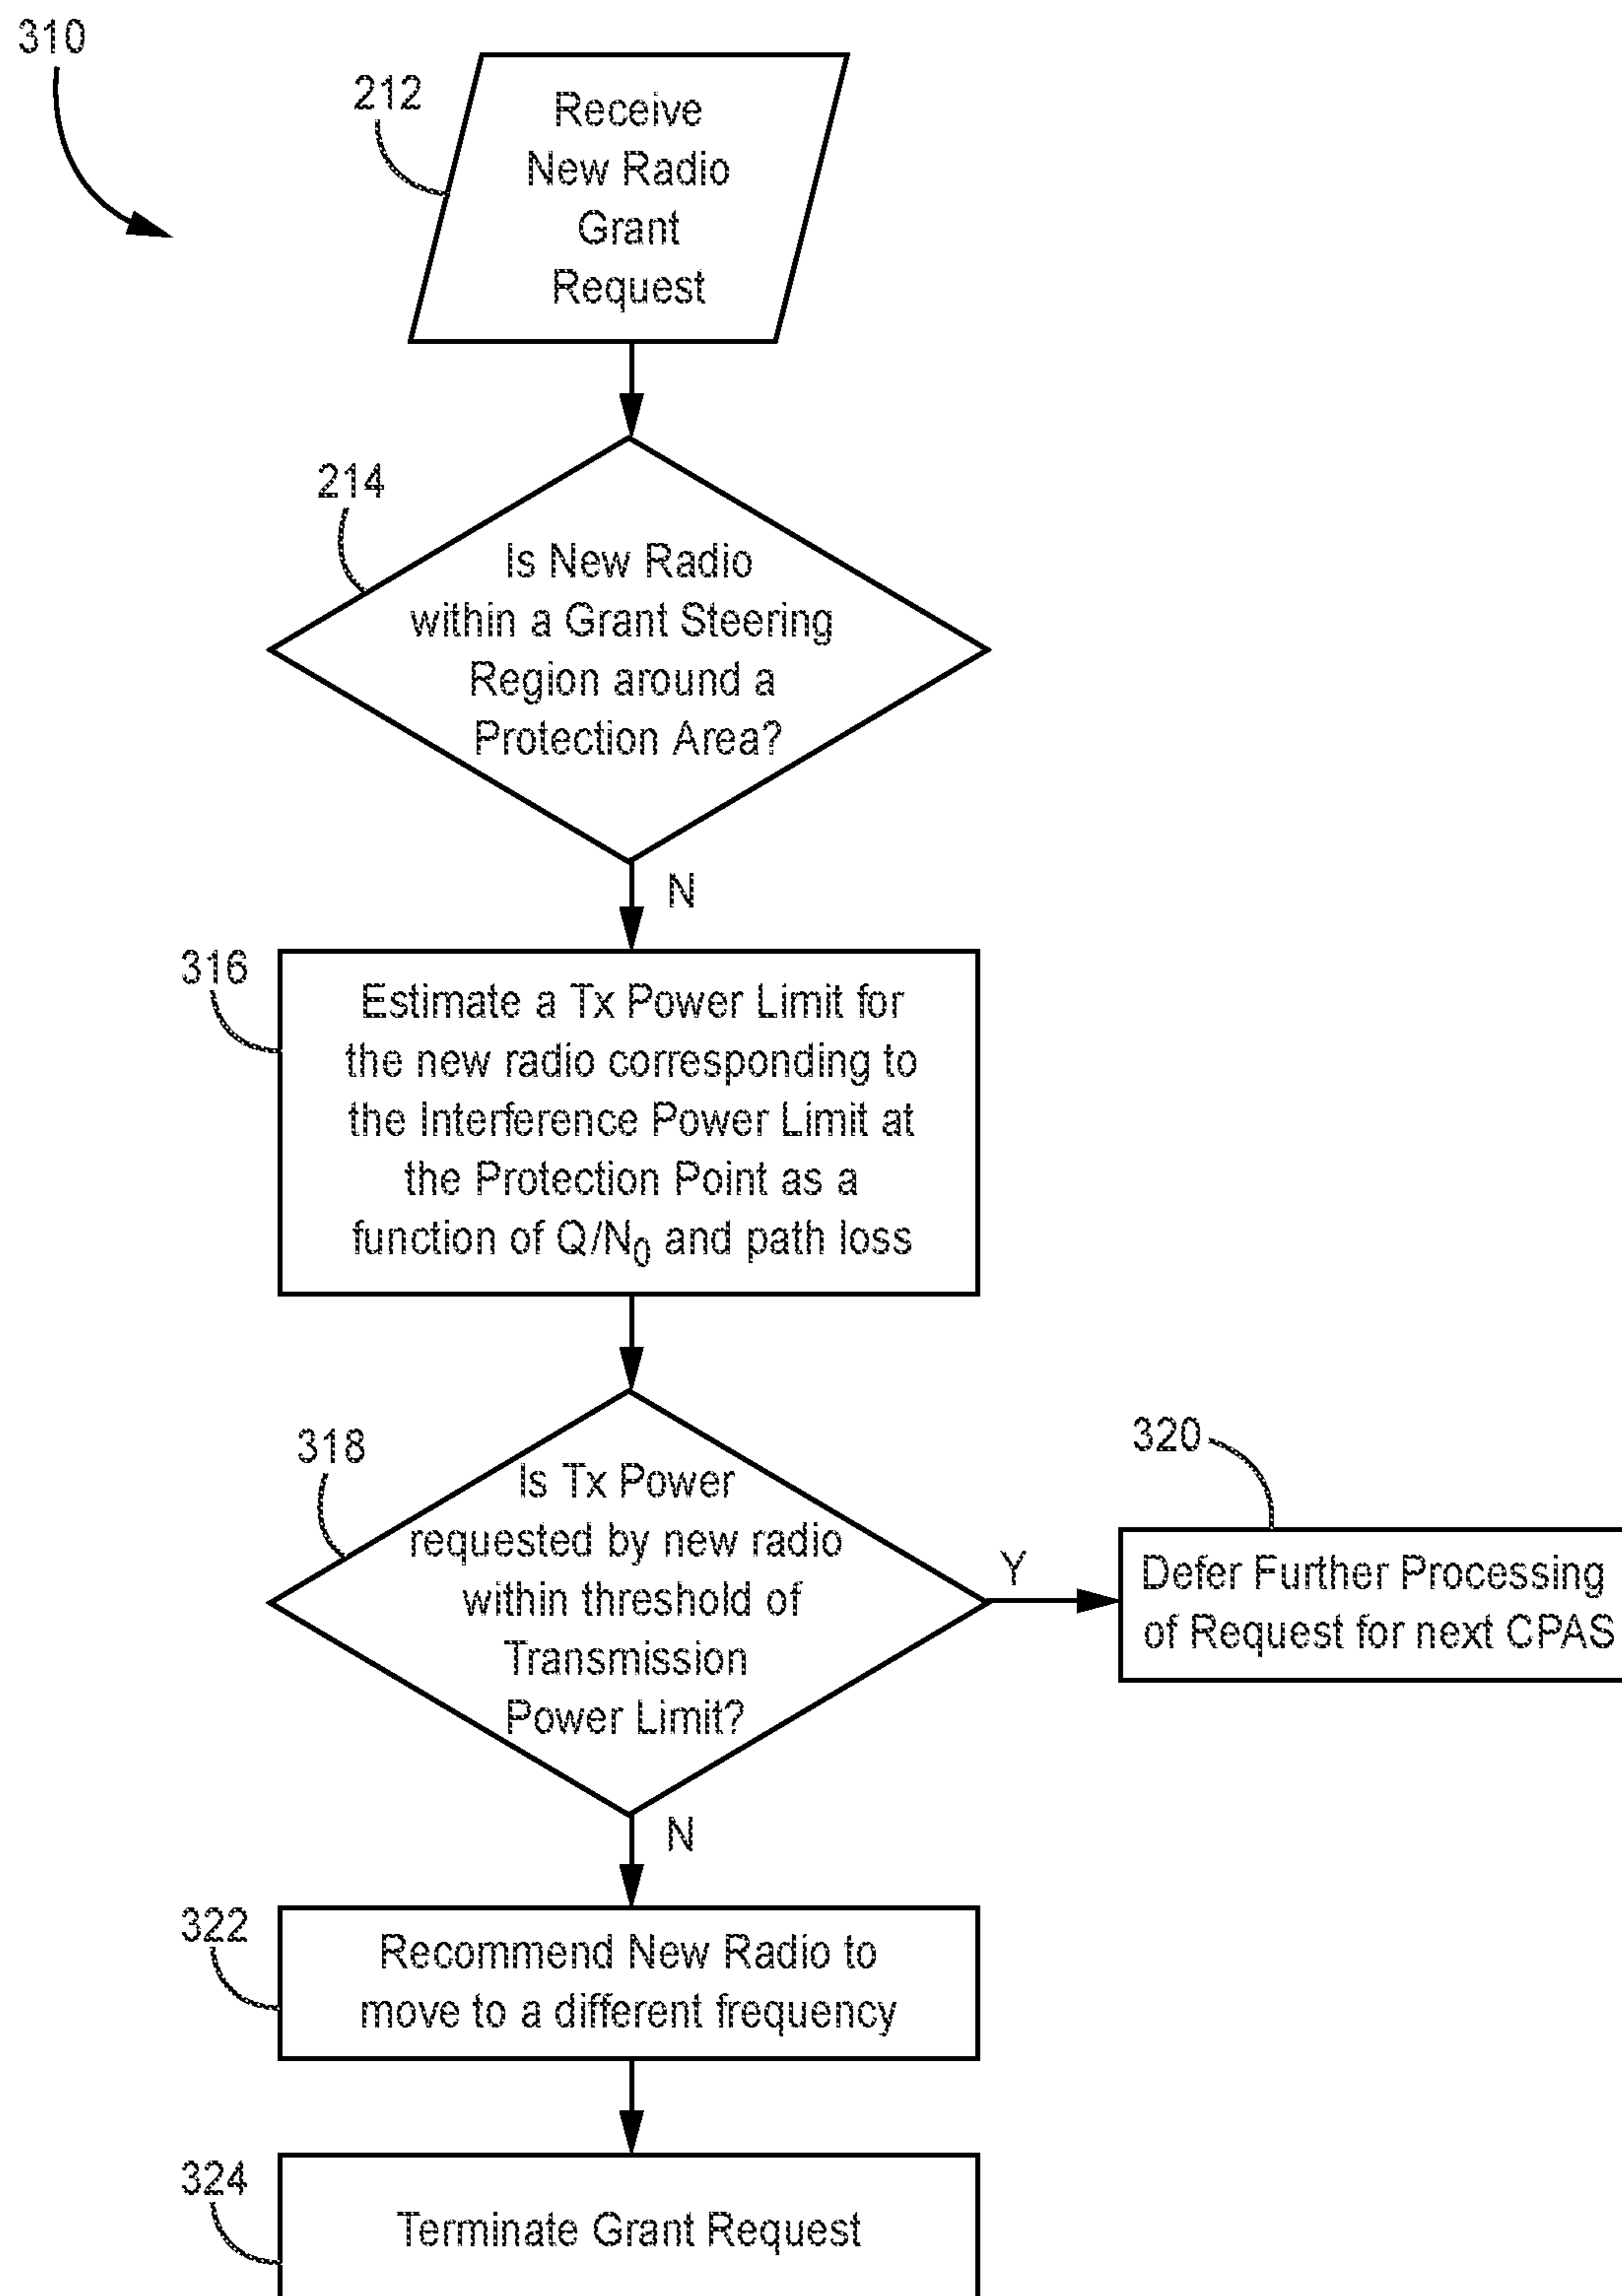 310
212
Receive
New Radio
Grant
Request
214
Is New Radio
within a Grant Steering
Region around a
Protection Area?
N
316
Estimate a Tx Power Limit for
the new radio corresponding to
the Interference Power Limit at
the Protection Point as a
function of Q/N₀ and path loss
318
Is Tx Power
requested by new radio
within threshold of
Transmission
Power Limit?
Y
320
Defer Further Processing
of Request for next CPAS
N
322
Recommend New Radio to
move to a different frequency
324
Terminate Grant Request